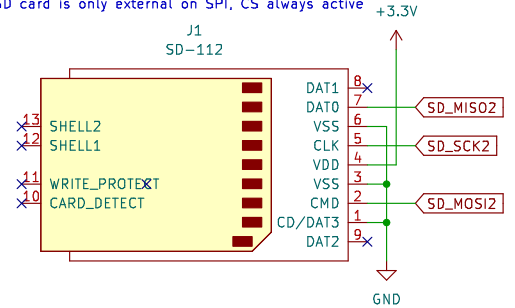 SD card is only external on SPI, CS always active
+3.3V
J1
SD-112
DAT1 8
DAT0 7 SD_MISO2
13 SHELL2 VSS 6
12 SHELL1 CLK 5 SD_SCK2
VDD 4
11 WRITE_PROTECT VSS 3
10 CARD_DETECT CMD 2 SD_MOSI2
CD/DAT3 1
DAT2 9
GND